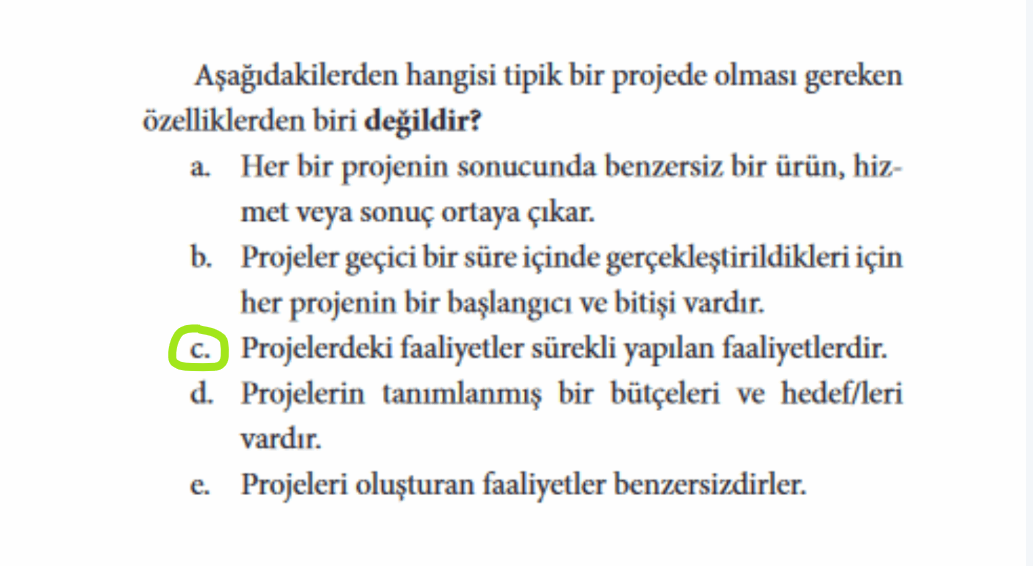 Aşağıdakilerden hangisi tipik bir projede olması gereken
özelliklerden biri değildir?
a. Her bir projenin sonucunda benzersiz bir ürün, hiz-
met veya sonuç ortaya çıkar.
b. Projeler geçici bir süre içinde gerçekleştirildikleri için
her projenin bir başlangıcı ve bitişi vardır.
c. Projelerdeki faaliyetler sürekli yapılan faaliyetlerdir.
d. Projelerin tanımlanmış bir bütçeleri ve hedef/leri
vardır.
e. Projeleri oluşturan faaliyetler benzersizdirler.